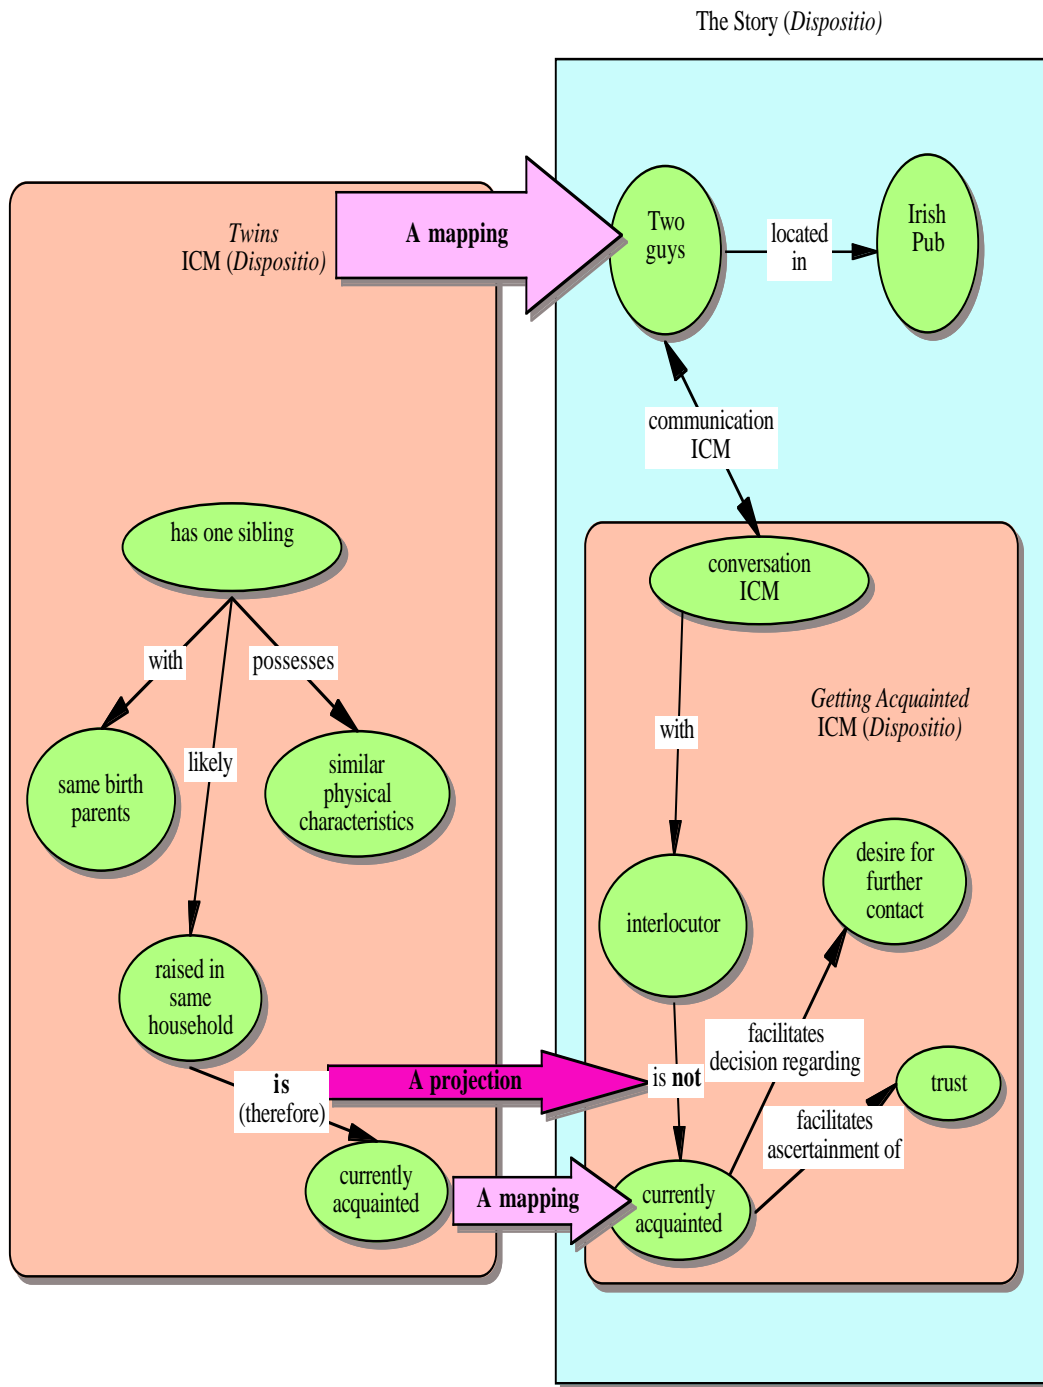 The Story (Dispositio)
Twins
ICM (Dispositio)
A mapping
Two
guys
located
in
Irish
Pub
communication
ICM
has one sibling
with
possesses
likely
same birth
parents
similar
physical
characteristics
raised in
same
household
is
(therefore)
currently
acquainted
A projection
A mapping
conversation
ICM
Getting Acquainted
ICM (Dispositio)
with
interlocutor
desire for
further
contact
is not
facilitates
decision regarding
trust
facilitates
ascertainment of
currently
acquainted